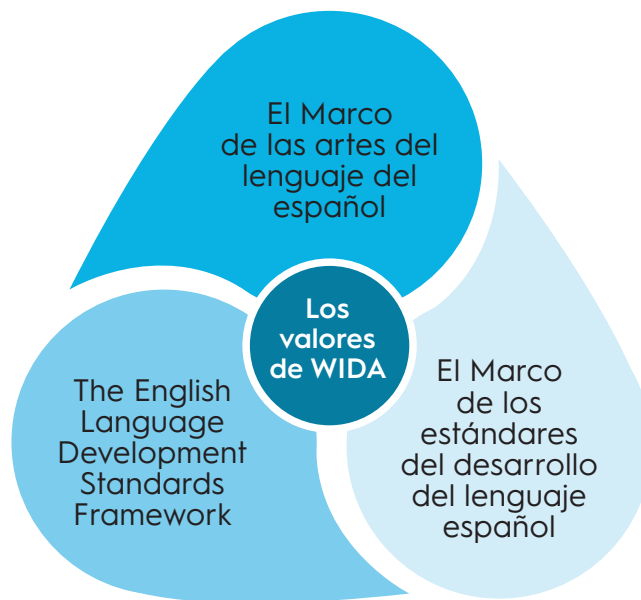 El Marco
de las artes del
lenguaje del
español
Los
valores
de WIDA
The English
Language
Development
Standards
Framework
El Marco
de los
estándares
del desarrollo
del lenguaje
español